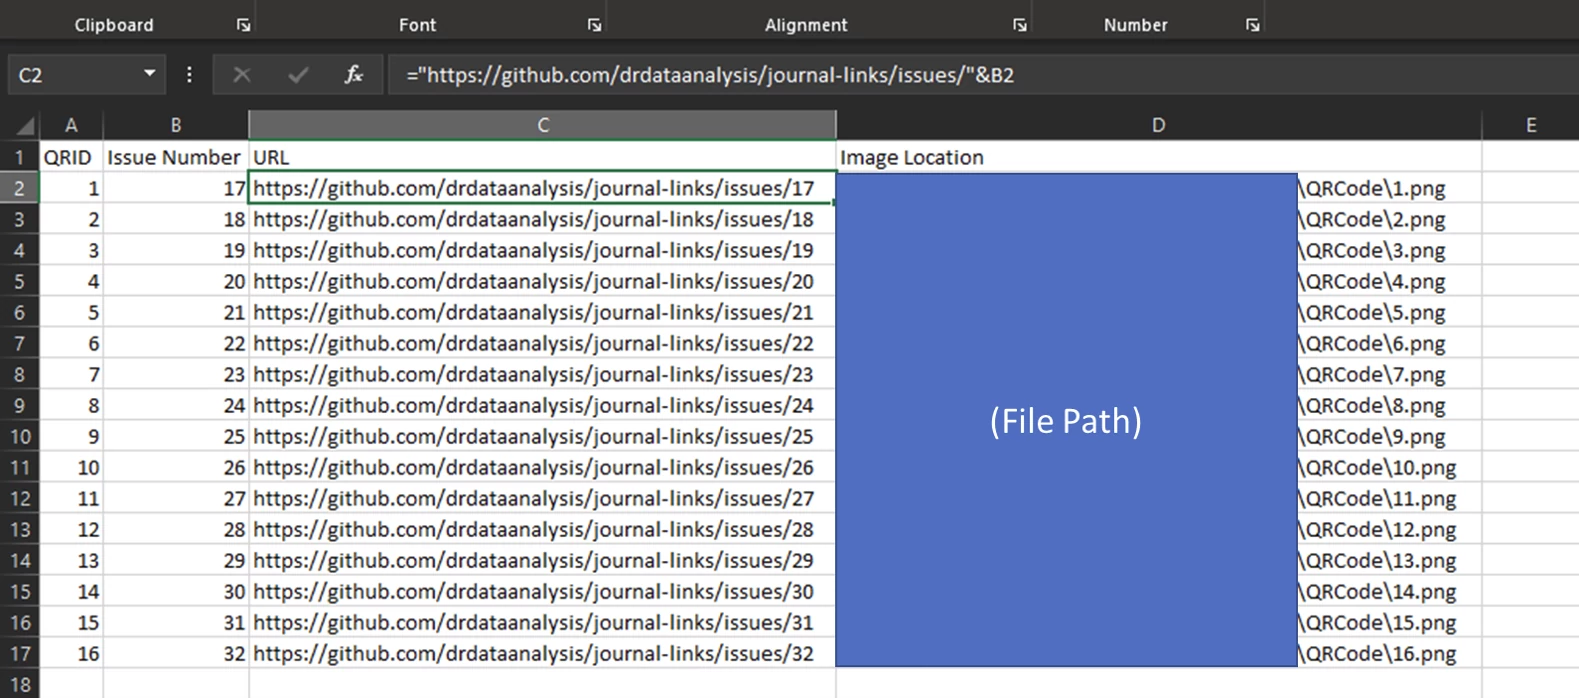 Clipboard Font Alignment Number
C2 fx ="https://github.com/drdataanalysis/journal-links/issues/"&B2
A B C D E
1 QRID Issue Number URL Image Location
2 1 17 https://github.com/drdataanalysis/journal-links/issues/17 \QRCode\1.png
3 2 18 https://github.com/drdataanalysis/journal-links/issues/18 \QRCode\2.png
4 3 19 https://github.com/drdataanalysis/journal-links/issues/19 \QRCode\3.png
5 4 20 https://github.com/drdataanalysis/journal-links/issues/20 \QRCode\4.png
6 5 21 https://github.com/drdataanalysis/journal-links/issues/21 \QRCode\5.png
7 6 22 https://github.com/drdataanalysis/journal-links/issues/22 \QRCode\6.png
8 7 23 https://github.com/drdataanalysis/journal-links/issues/23 \QRCode\7.png
9 8 24 https://github.com/drdataanalysis/journal-links/issues/24 \QRCode\8.png
(File Path)
10 9 25 https://github.com/drdataanalysis/journal-links/issues/25 \QRCode\9.png
11 10 26 https://github.com/drdataanalysis/journal-links/issues/26 \QRCode\10.png
12 11 27 https://github.com/drdataanalysis/journal-links/issues/27 \QRCode\11.png
13 12 28 https://github.com/drdataanalysis/journal-links/issues/28 \QRCode\12.png
14 13 29 https://github.com/drdataanalysis/journal-links/issues/29 \QRCode\13.png
15 14 30 https://github.com/drdataanalysis/journal-links/issues/30 \QRCode\14.png
16 15 31 https://github.com/drdataanalysis/journal-links/issues/31 \QRCode\15.png
17 16 32 https://github.com/drdataanalysis/journal-links/issues/32 \QRCode\16.png
18